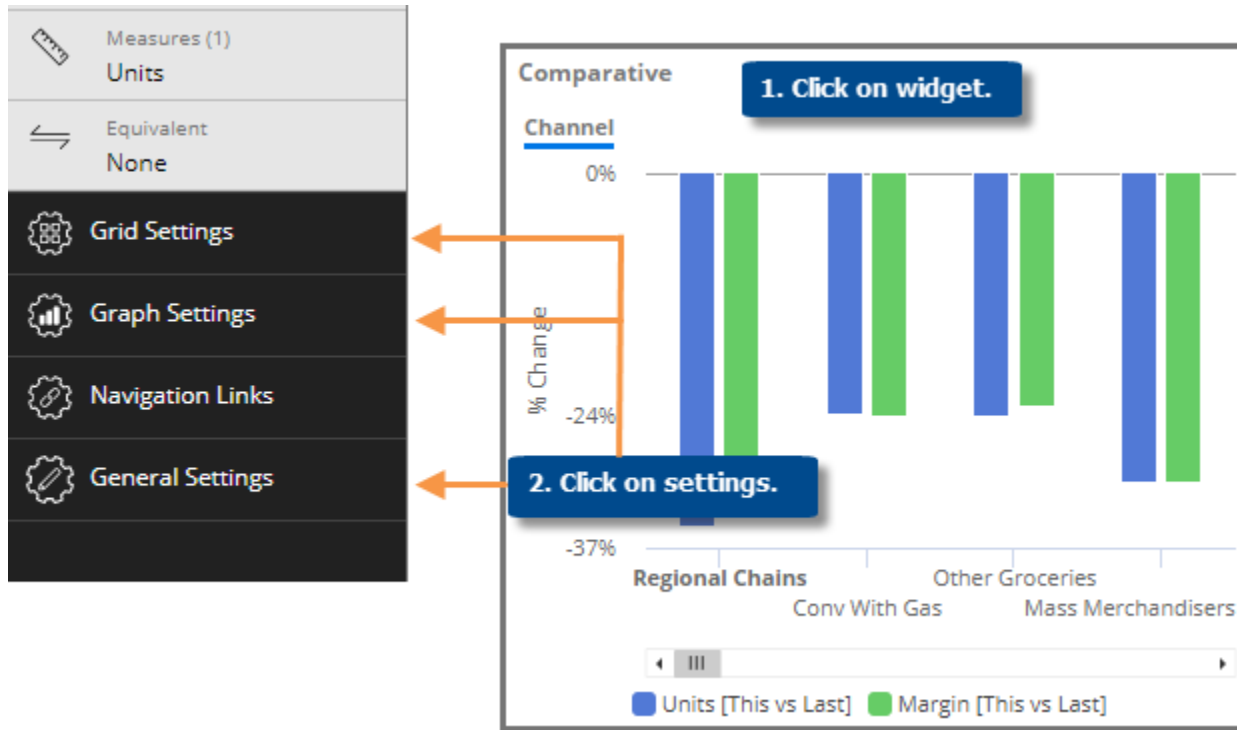 Measures (1)
Units
Equivalent
None
Grid Settings
Graph Settings
Navigation Links
General Settings
Comparative
1. Click on widget.
Channel
0%
% Change
-24%
2. Click on settings.
-37%
Regional Chains
Other Groceries
Conv With Gas
Mass Merchandisers
Units [This vs Last]
Margin [This vs Last]